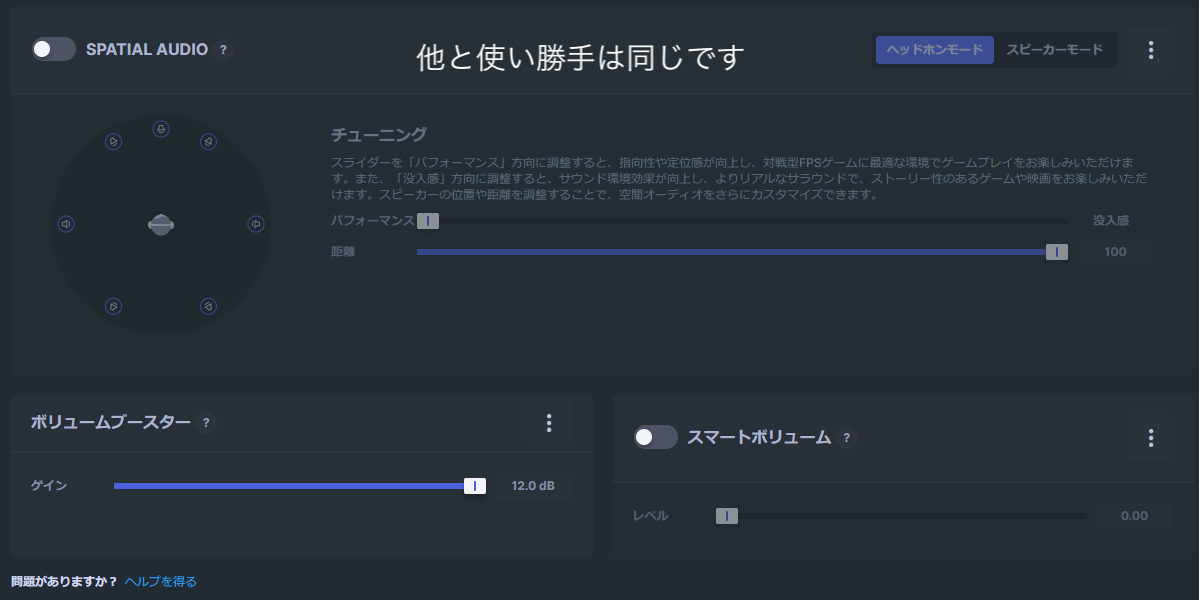 SPATIAL AUDIO ?
他と使い勝手は同じです
ヘッドホンモード スピーカーモード
チューニング
スライダーを「パフォーマンス」方向に調整すると、指向性や定位感が向上し、対戦型FPSゲームに最適な環境でゲームプレイをお楽しみいただけま
す。また、「没入感」方向に調整すると、サウンド環境効果が向上し、よりリアルなサラウンドで、ストーリー性のあるゲームや映画をお楽しみいただ
けます。スピーカーの位置や距離を調整することで、空間オーディオをさらにカスタマイズできます。
パフォーマンス 没入感
距離 100
ボリュームブースター ?
ゲイン 12.0 dB
スマートボリューム ?
レベル 0.00
問題がありますか？ ヘルプを得る